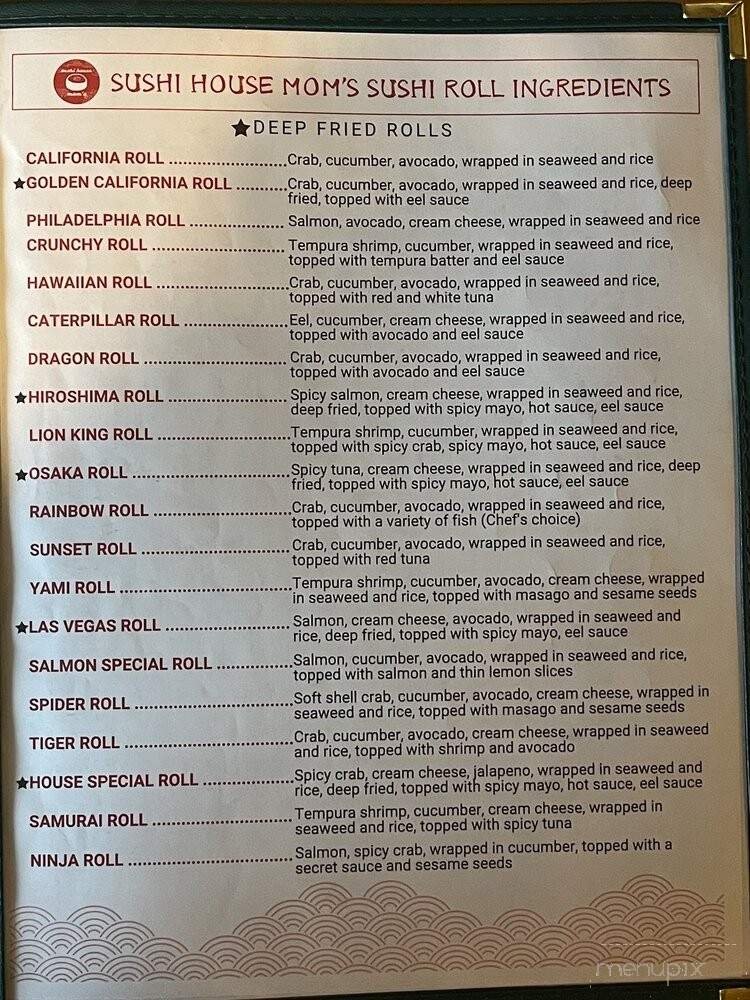 SUSHI HOUSE MOM'S SUSHI ROLL INGREDIENTS
★DEEP FRIED ROLLS
CALIFORNIA ROLL ..............................Crab, cucumber, avocado, wrapped in seaweed and rice
★GOLDEN CALIFORNIA ROLL .............Crab, cucumber, avocado, wrapped in seaweed and rice, deep
fried, topped with eel sauce
PHILADELPHIA ROLL ......................... Salmon, avocado, cream cheese, wrapped in seaweed and rice
CRUNCHY ROLL .................................. Tempura shrimp, cucumber, wrapped in seaweed and rice,
topped with tempura batter and eel sauce
HAWAIIAN ROLL .................................Crab, cucumber, avocado, wrapped in seaweed and rice,
topped with red and white tuna
CATERPILLAR ROLL ..........................Eel, cucumber, cream cheese, wrapped in seaweed and rice,
topped with avocado and eel sauce
DRAGON ROLL ................................... Crab, cucumber, avocado, wrapped in seaweed and rice,
topped with avocado and eel sauce
★HIROSHIMA ROLL .............................. Spicy salmon, cream cheese, wrapped in seaweed and rice,
deep fried, topped with spicy mayo, hot sauce, eel sauce
LION KING ROLL .................................Tempura shrimp, cucumber, wrapped in seaweed and rice,
topped with spicy crab, spicy mayo, hot sauce, eel sauce
★OSAKA ROLL ......................................Spicy tuna, cream cheese, wrapped in seaweed and rice, deep
fried, topped with spicy mayo, hot sauce, eel sauce
RAINBOW ROLL ..................................Crab, cucumber, avocado, wrapped in seaweed and rice,
topped with a variety of fish (Chef's choice)
SUNSET ROLL .................................... Crab, cucumber, avocado, wrapped in seaweed and rice,
topped with red tuna
YAMI ROLL .........................................Tempura shrimp, cucumber, avocado, cream cheese, wrapped
in seaweed and rice, topped with masago and sesame seeds
★LAS VEGAS ROLL ...............................Salmon, cream cheese, avocado, wrapped in seaweed and
rice, deep fried, topped with spicy mayo, eel sauce
SALMON SPECIAL ROLL ..................Salmon, cucumber, avocado, wrapped in seaweed and rice,
topped with salmon and thin lemon slices
SPIDER ROLL ......................................Soft shell crab, cucumber, avocado, cream cheese, wrapped in
seaweed and rice, topped with masago and sesame seeds
TIGER ROLL ........................................Crab, cucumber, avocado, cream cheese, wrapped in seaweed
and rice, topped with shrimp and avocado
★HOUSE SPECIAL ROLL .....................Spicy crab, cream cheese, jalapeno, wrapped in seaweed and
rice, deep fried, topped with spicy mayo, hot sauce, eel sauce
SAMURAI ROLL .................................. Tempura shrimp, cucumber, cream cheese, wrapped in
seaweed and rice, topped with spicy tuna
NINJA ROLL ....................................... Salmon, spicy crab, wrapped in cucumber, topped with a
secret sauce and sesame seeds
menupix